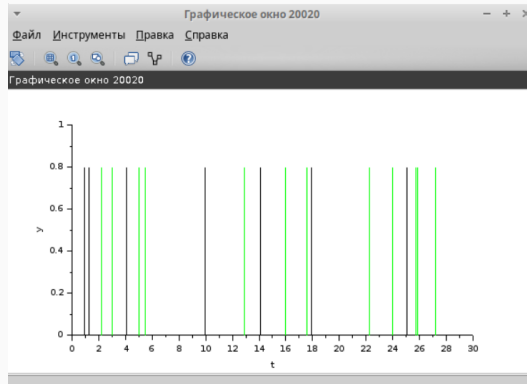 Графическое окно 20020
Файл Инструменты Правка Справка
Графическое окно 20020
1
0.8
0.6
y
0.4
0.2
0
0 2 4 6 8 10 12 14 16 18 20 22 24 26 28 30
t